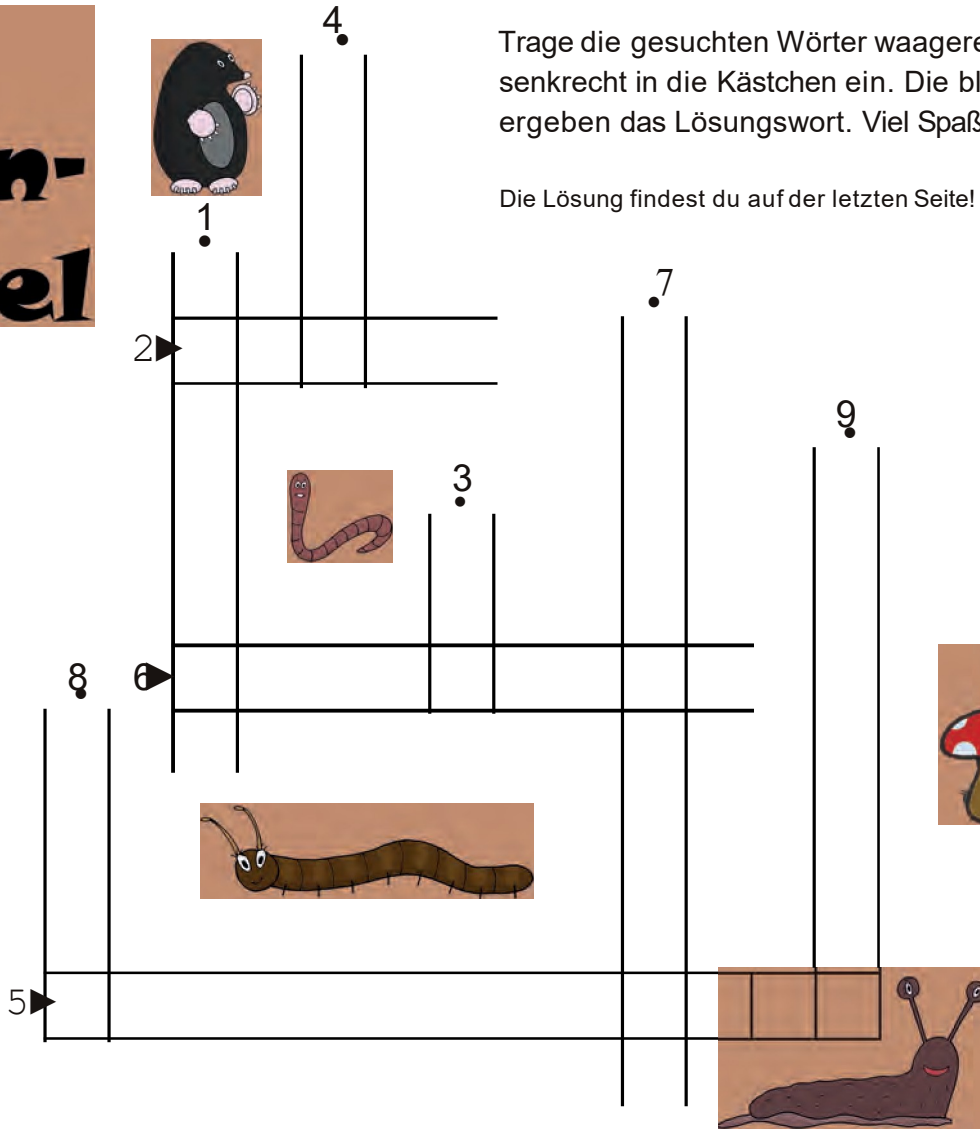 n-
el
Trage die gesuchten Wörter waagere
senkrecht in die Kästchen ein. Die bl
ergeben das Lösungswort. Viel Spaß
Die Lösung findest du auf der letzten Seite!
4
1
7
2
9
3
8
6
5